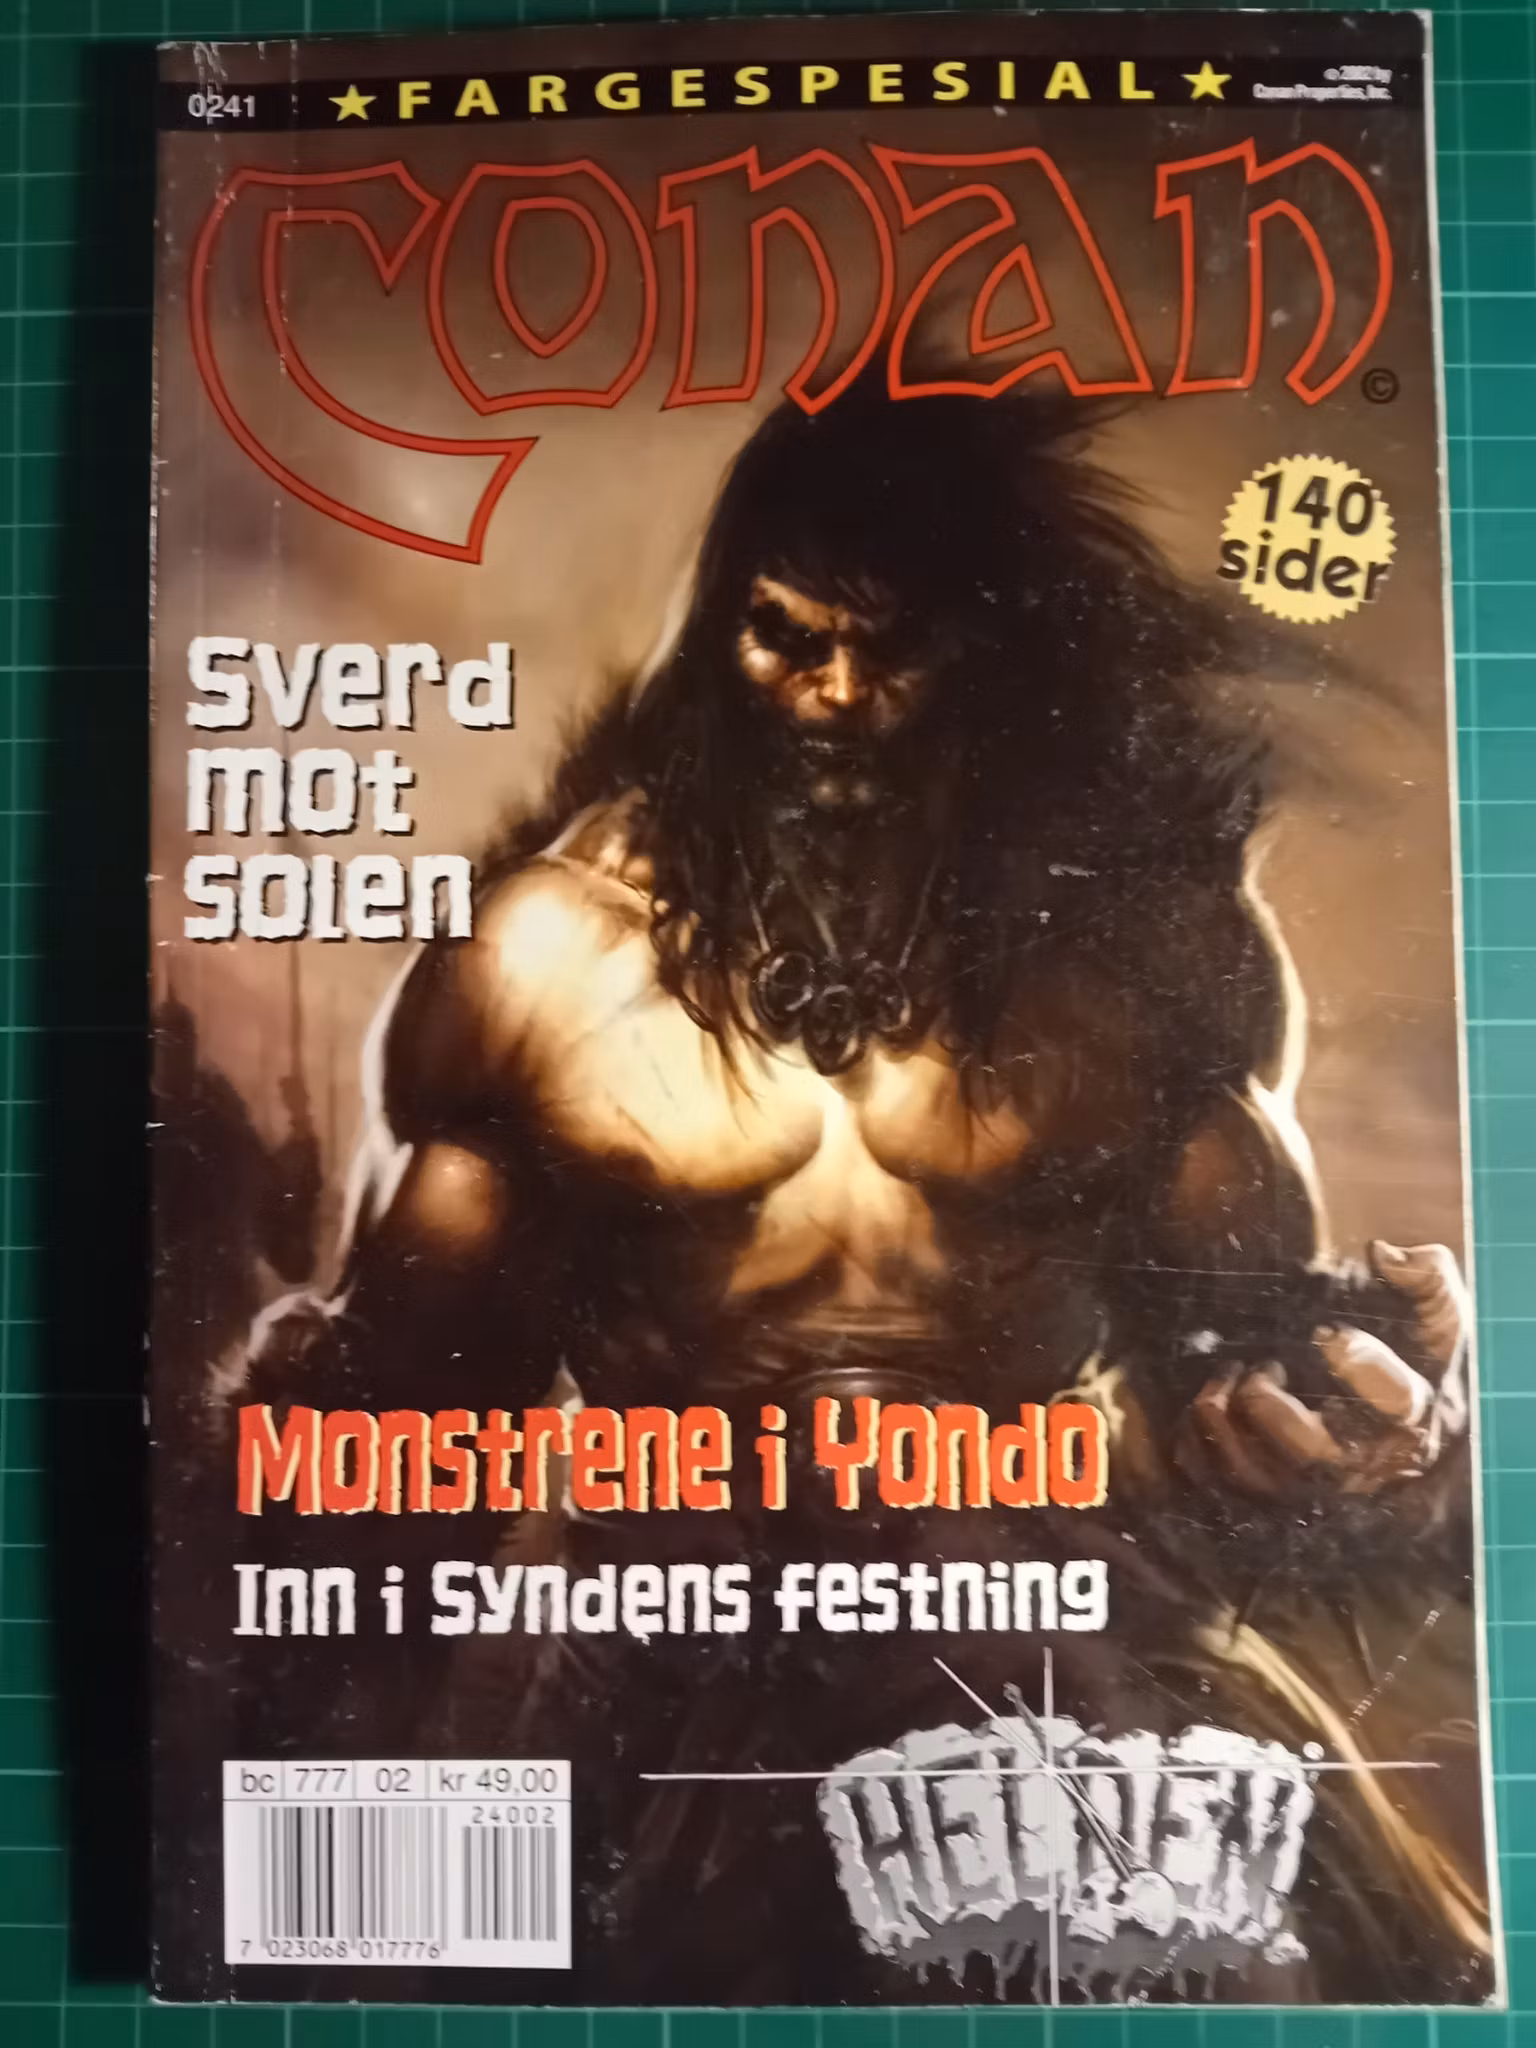 0241
★ FARGESPESIAL ★
© 2002 by
Conan Properties, Inc.
Conan
©
140
sider
Sverd
mot
solen
Monstrene i Yondo
Inn i Syndens festning
bc 777 02 kr 49,00
24002
7 023068 017776